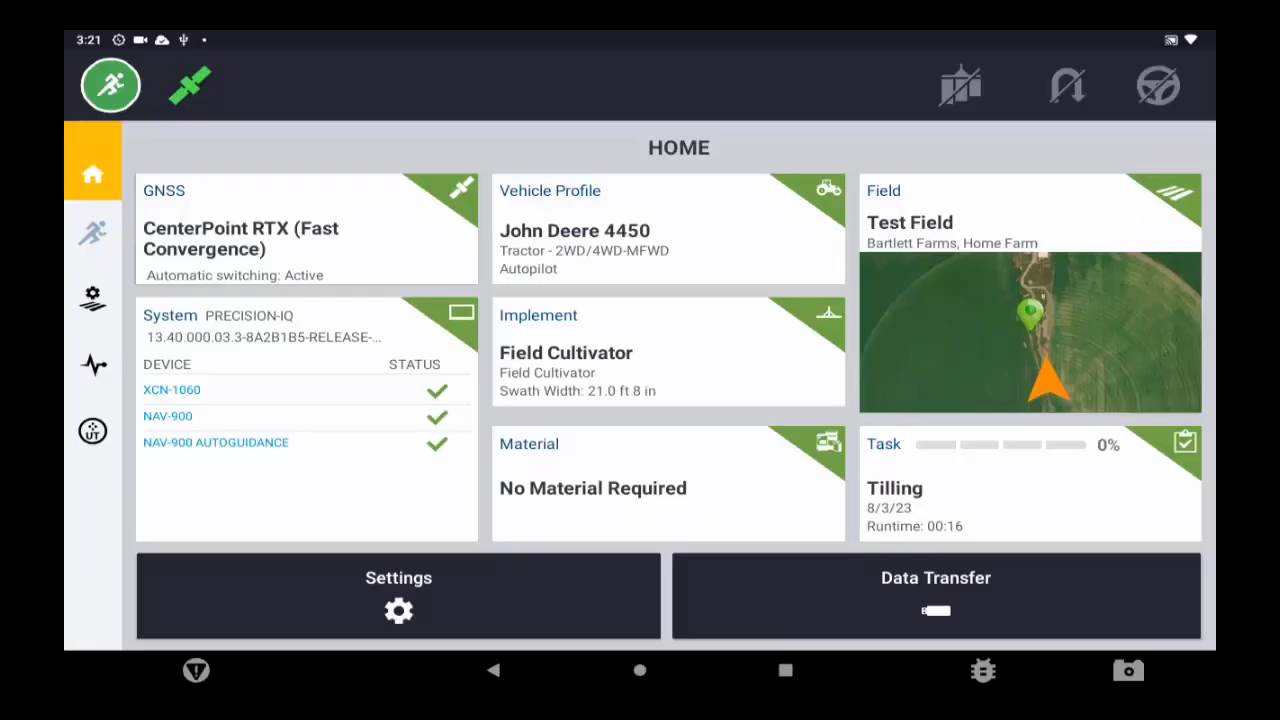 3:21
HOME
GNSS
CenterPoint RTX (Fast
Convergence)
Automatic switching: Active
Vehicle Profile
John Deere 4450
Tractor - 2WD/4WD-MFWD
Autopilot
Field
Test Field
Bartlett Farms, Home Farm
System PRECISION-IQ
13.40.000.03.3-8A2B1B5-RELEASE-...
DEVICE STATUS
XCN-1060
NAV-900
NAV-900 AUTOGUIDANCE
Implement
Field Cultivator
Field Cultivator
Swath Width: 21.0 ft 8 in
Material
No Material Required
Task 0%
Tilling
8/3/23
Runtime: 00:16
UT
Settings
Data Transfer